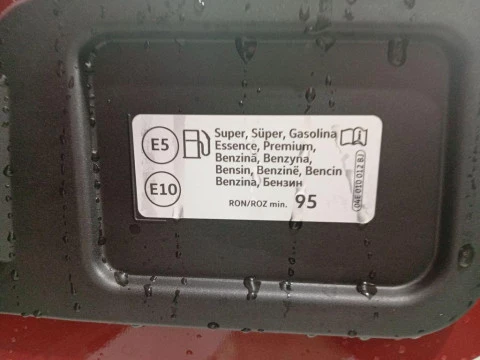 E5
E10
Super, Süper, Gasolina
Essence, Premium,
Benzină, Benzyna,
Bensin, Benzinë, Bencin
Benzina, Бензин
RON/ROZ min. 95
04E 010 012 BJ